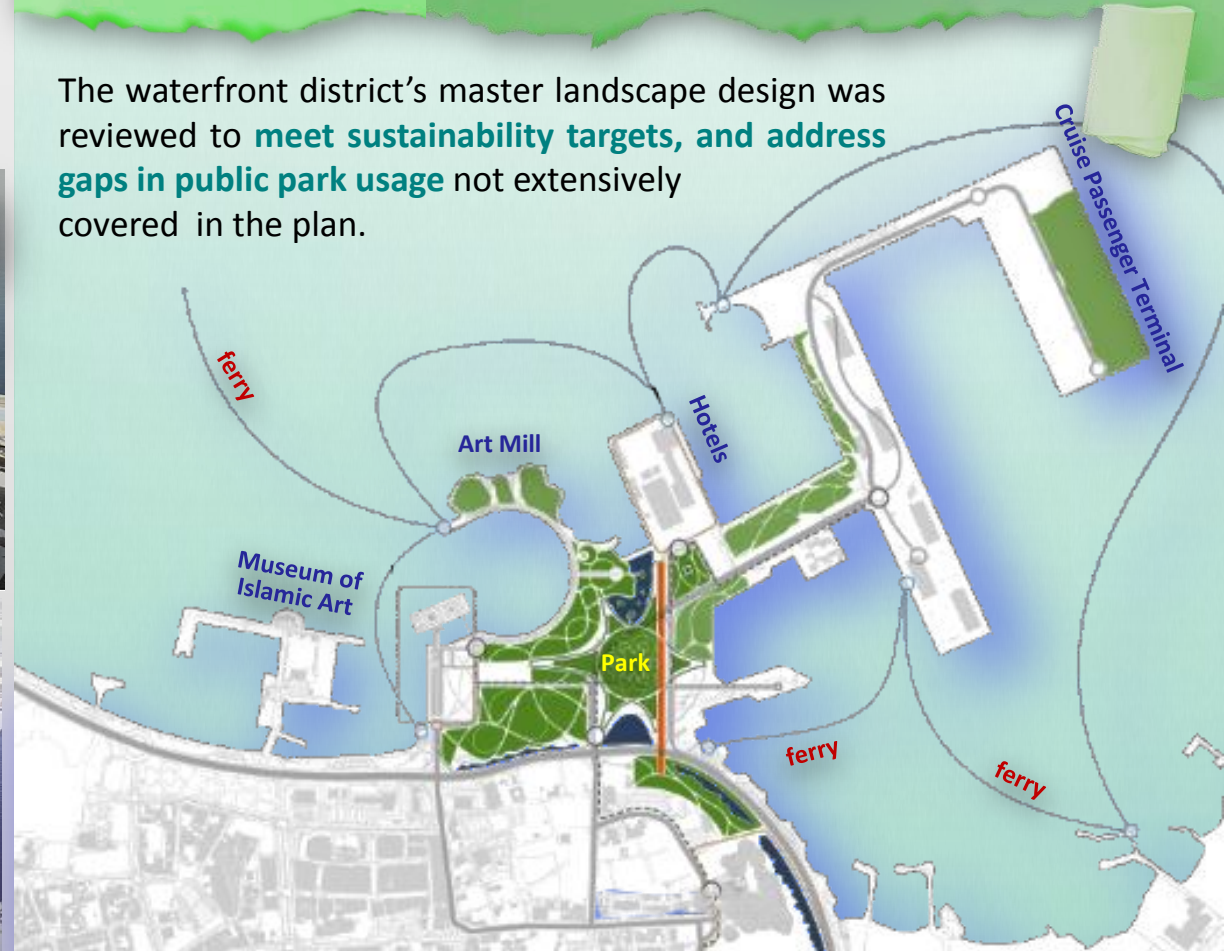 The waterfront district's master landscape design was
reviewed to meet sustainability targets, and address
gaps in public park usage not extensively
covered in the plan.
Cruise Passenger Terminal
ferry
Hotels
Art Mill
Museum of
Islamic Art
Park
ferry
ferry